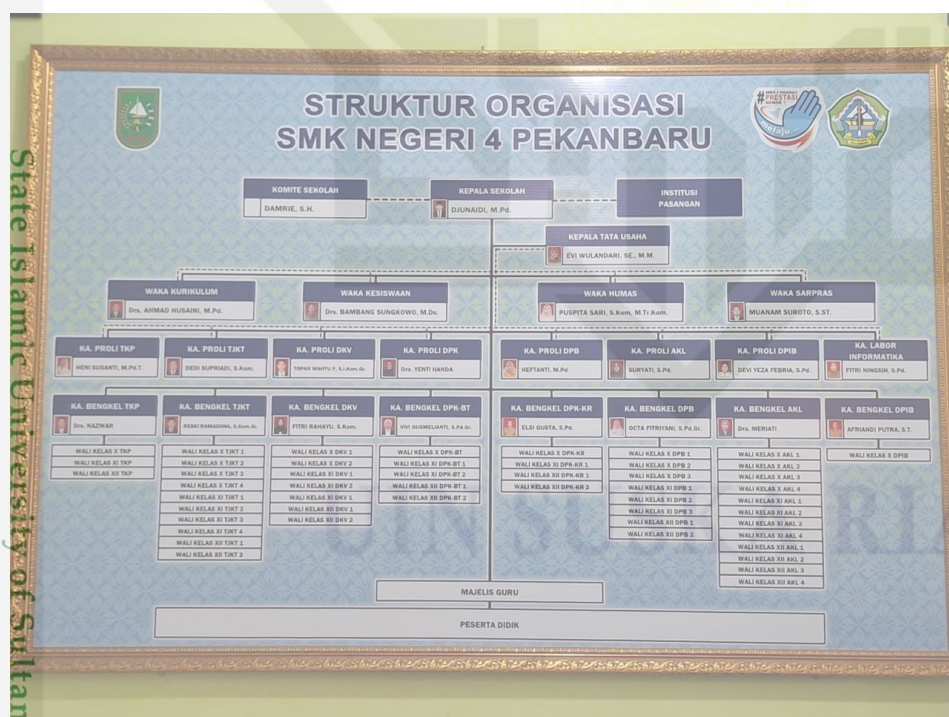 STRUKTUR ORGANISASI
SMK NEGERI 4 PEKANBARU
#PRESTASI
melaju...
KOMITE SEKOLAH
DAMRIE, S.H.
KEPALA SEKOLAH
DJUNAIDI, M.Pd.
INSTITUSI
PASANGAN
KEPALA TATA USAHA
EVI WULANDARI, SE., M.M.
WAKA KURIKULUM
Drs. AHMAD HUSAINI, M.Pd.
WAKA KESISWAAN
Drs. BAMBANG SUNGKOWO, M.Ds.
WAKA HUMAS
PUSPITA SARI, S.Kom, M.Tr.Kom.
WAKA SARPRAS
MUANAM SUROTO, S.ST.
KA. PROLI TKP
HENI SUSANTI, M.Pd.T.
KA. PROLI TJKT
DEDI SUPRIADI, S.Kom.
KA. PROLI DKV
KA. PROLI DPK
Dra. YENTI HANDA
KA. PROLI DPB
HEFTANTI, M.Pd.
KA. PROLI AKL
SURYATI, S.Pd.
KA. PROLI DPIB
DEVI YEZA FEBRIA, S.Pd.
KA. LABOR
INFORMATIKA
FITRI NINGSIH, S.Pd.
KA. BENGKEL TKP
Drs. NAZWAR
KA. BENGKEL TJKT
RESKI RAMADONA, S.Kom.Gr.
KA. BENGKEL DKV
FITRI RAHAYU, S.Kom.
KA. BENGKEL DPK-BT
VIVI GUSMELIANTI, S.Pd.Gr.
KA. BENGKEL DPK-KR
ELSI GUSTA, S.Pd.
KA. BENGKEL DPB
OCTA FITRIYANI, S.Pd.Gr.
KA. BENGKEL AKL
Dra. MERIATI
KA. BENGKEL DPIB
AFRIANDI PUTRA, S.T.
WALI KELAS X TKP
WALI KELAS XI TKP
WALI KELAS XII TKP
WALI KELAS X TJKT 1
WALI KELAS X TJKT 2
WALI KELAS X TJKT 3
WALI KELAS X TJKT 4
WALI KELAS XI TJKT 1
WALI KELAS XI TJKT 2
WALI KELAS XI TJKT 3
WALI KELAS XI TJKT 4
WALI KELAS XII TJKT 1
WALI KELAS XII TJKT 2
WALI KELAS X DKV 1
WALI KELAS X DKV 2
WALI KELAS XI DKV 1
WALI KELAS XI DKV 2
WALI KELAS XII DKV 1
WALI KELAS XII DKV 1
WALI KELAS XII DKV 2
WALI KELAS X DPK-BT
WALI KELAS XI DPK-BT 1
WALI KELAS XI DPK-BT 2
WALI KELAS XII DPK-BT 1
WALI KELAS XII DPK-BT 2
WALI KELAS X DPK-KR
WALI KELAS XI DPK-KR 1
WALI KELAS XII DPK-KR 1
WALI KELAS XII DPK-KR 2
WALI KELAS X DPB 1
WALI KELAS X DPB 2
WALI KELAS X DPB 3
WALI KELAS XI DPB 1
WALI KELAS XI DPB 2
WALI KELAS XI DPB 3
WALI KELAS XII DPB 1
WALI KELAS XII DPB 2
WALI KELAS X AKL 1
WALI KELAS X AKL 2
WALI KELAS X AKL 3
WALI KELAS X AKL 4
WALI KELAS XI AKL 1
WALI KELAS XI AKL 2
WALI KELAS XI AKL 3
WALI KELAS XI AKL 4
WALI KELAS XII AKL 1
WALI KELAS XII AKL 2
WALI KELAS XII AKL 3
WALI KELAS XII AKL 4
WALI KELAS X DPIB
MAJELIS GURU
PESERTA DIDIK
State Islamic University of Sultan